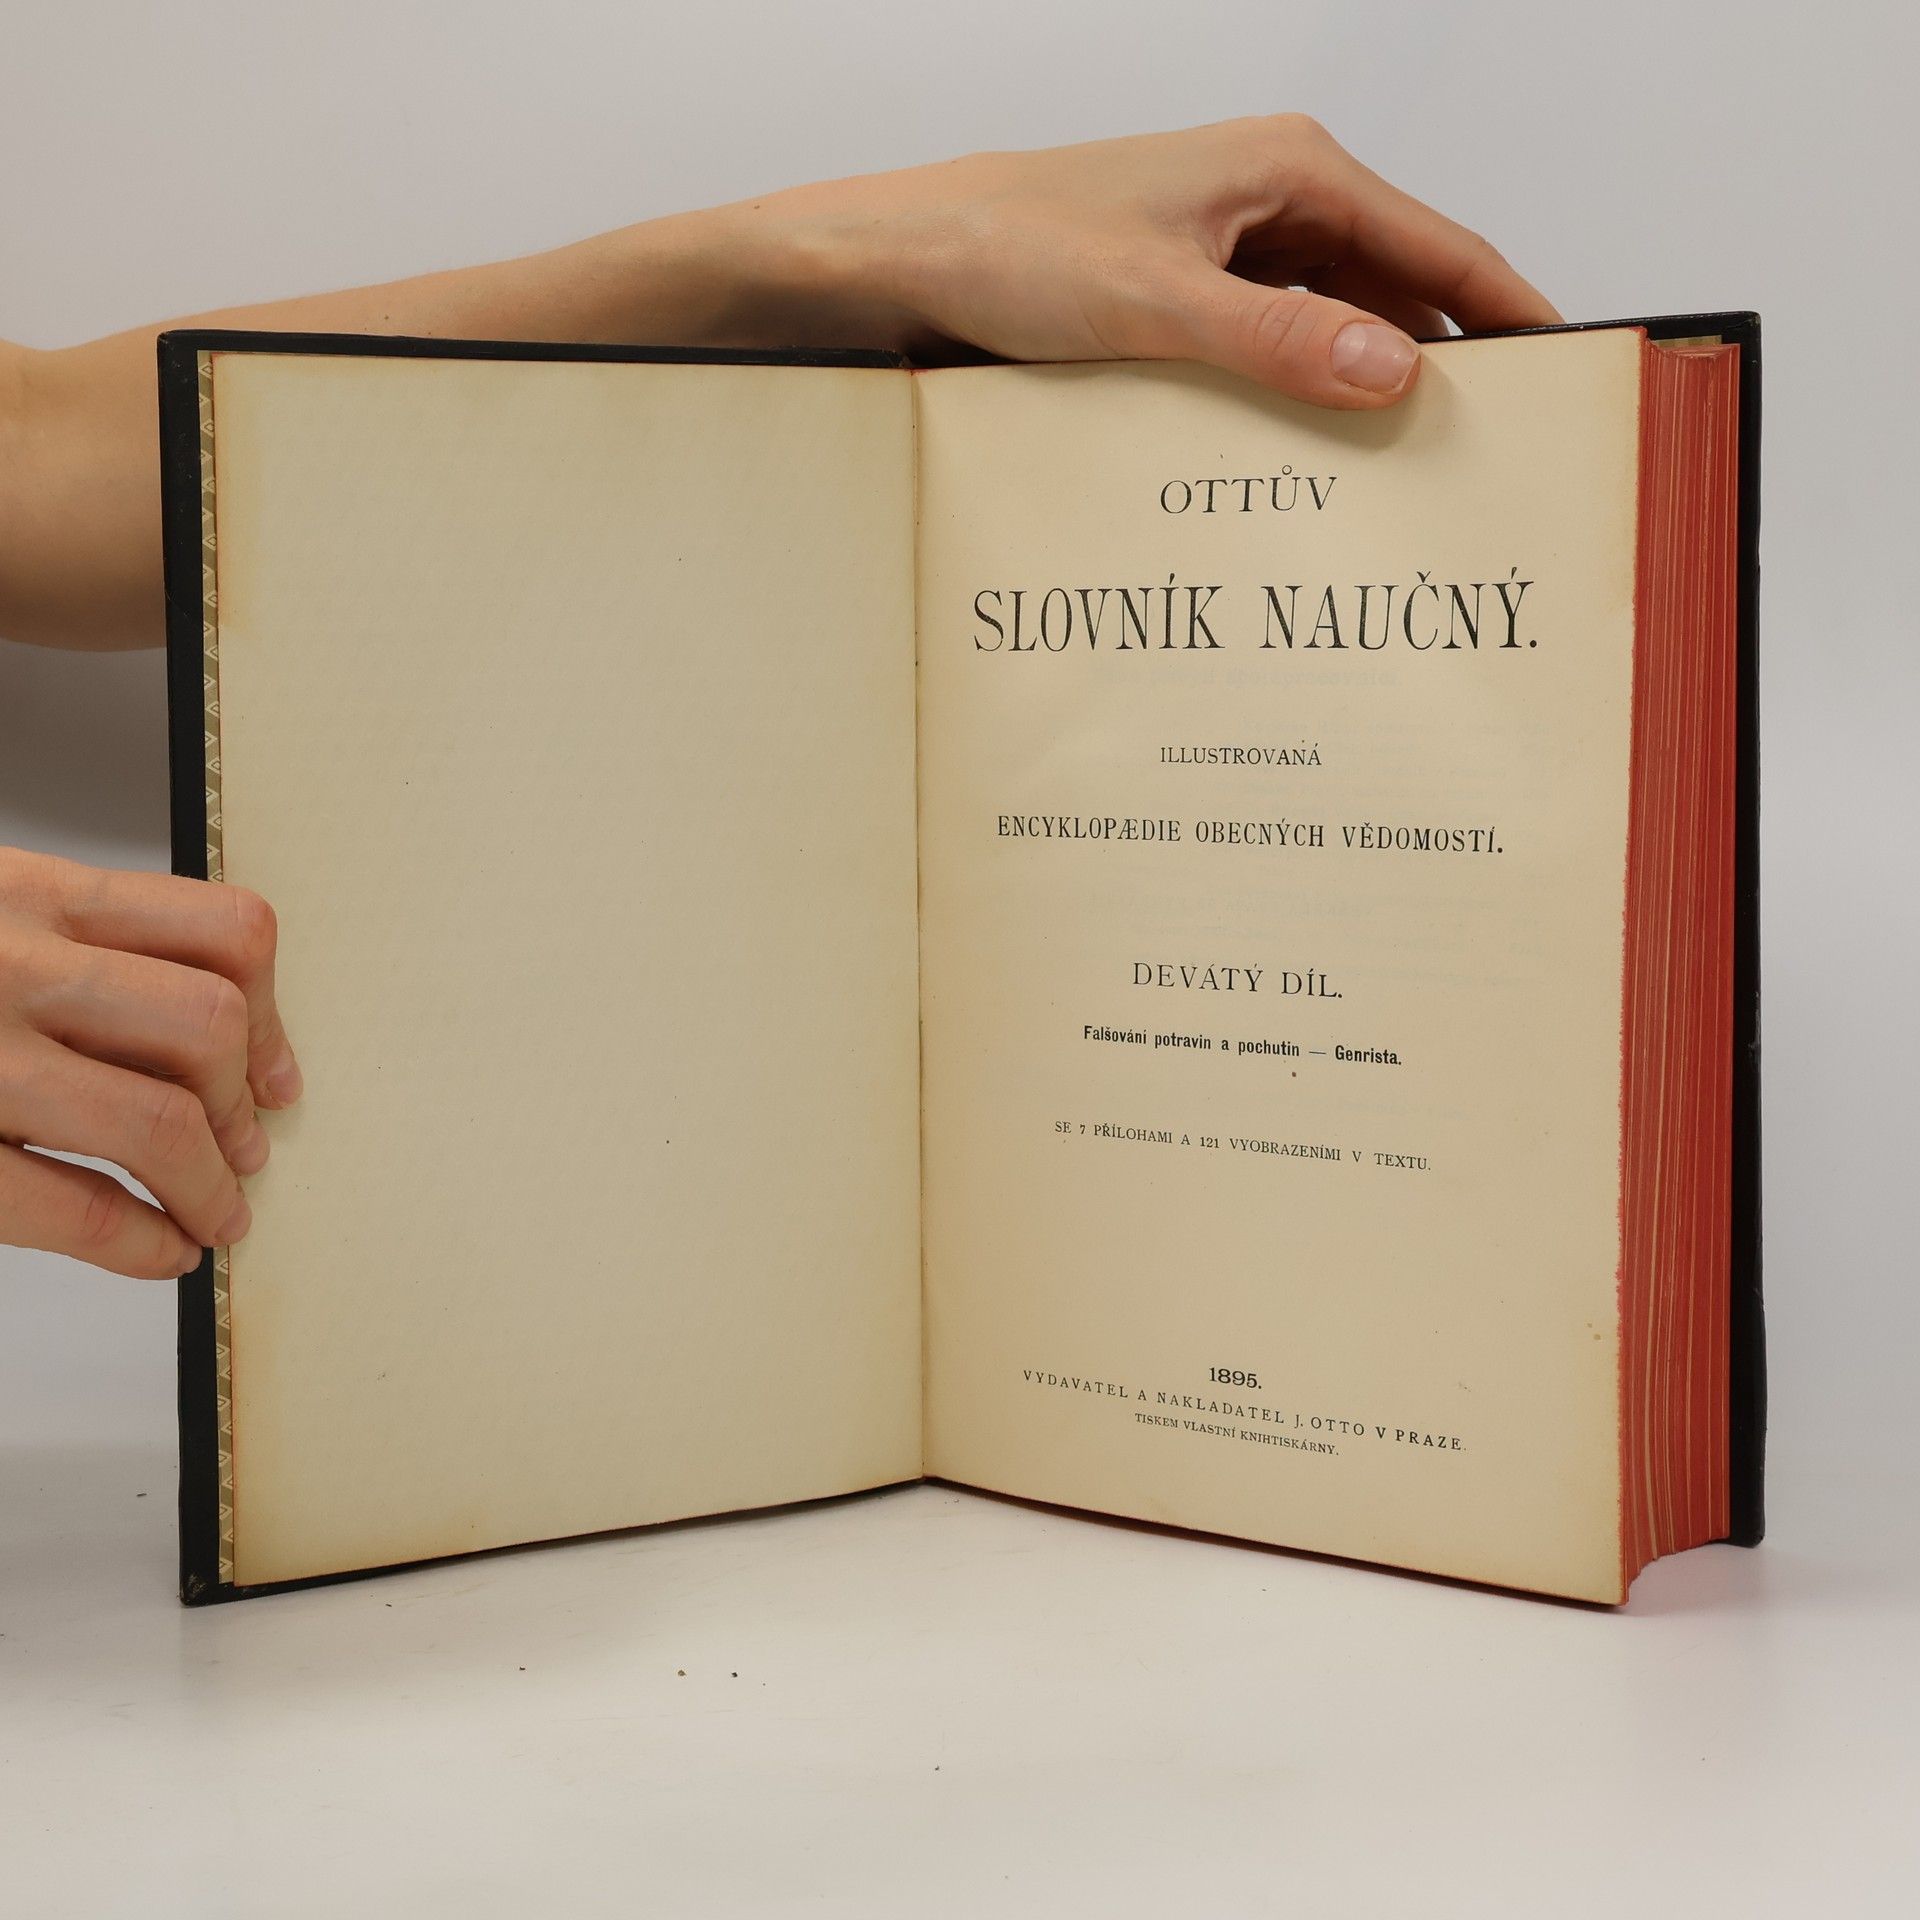 OTTŮV
SLOVNÍK NAUČNÝ.
ILLUSTROVANÁ
ENCYKLOPÆDIE OBECNÝCH VĚDOMOSTÍ.
DEVÁTÝ DÍL.
Falšování potravin a pochutin — Genrista.
SE 7 PŘÍLOHAMI A 121 VYOBRAZENÍMI V TEXTU.
1895.
VYDAVATEL A NAKLADATEL J. OTTO V PRAZE.
TISKEM VLASTNÍ KNIHTISKÁRNY.